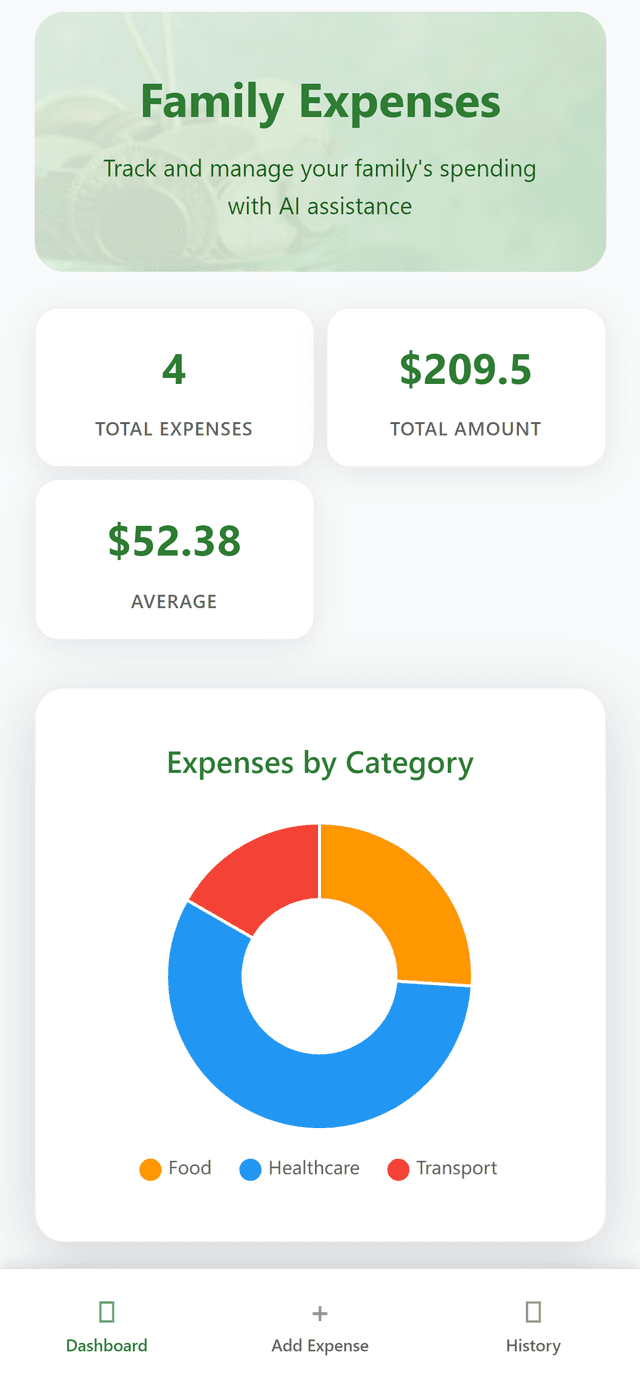 Family Expenses
Track and manage your family's spending
with AI assistance
4
TOTAL EXPENSES
$209.5
TOTAL AMOUNT
$52.38
AVERAGE
Expenses by Category
Food
Healthcare
Transport
Dashboard
+
Add Expense
History